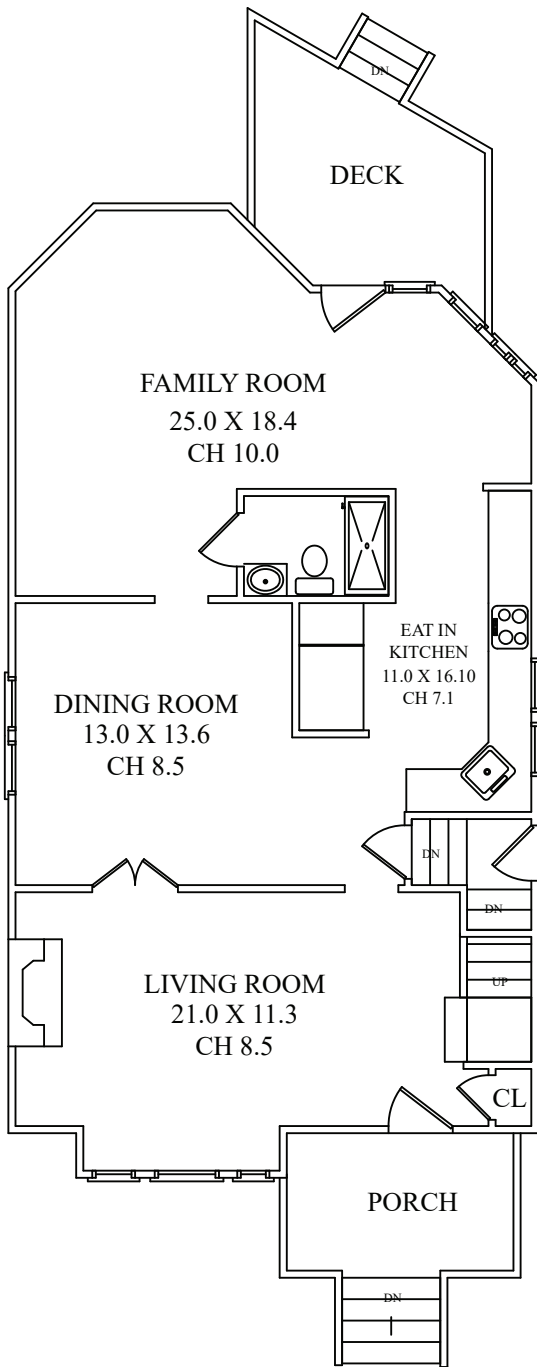 DN
DECK
FAMILY ROOM
25.0 X 18.4
CH 10.0
EAT IN
KITCHEN
11.0 X 16.10
CH 7.1
DINING ROOM
13.0 X 13.6
CH 8.5
DN
DN
LIVING ROOM
21.0 X 11.3
CH 8.5
UP
CL
PORCH
DN